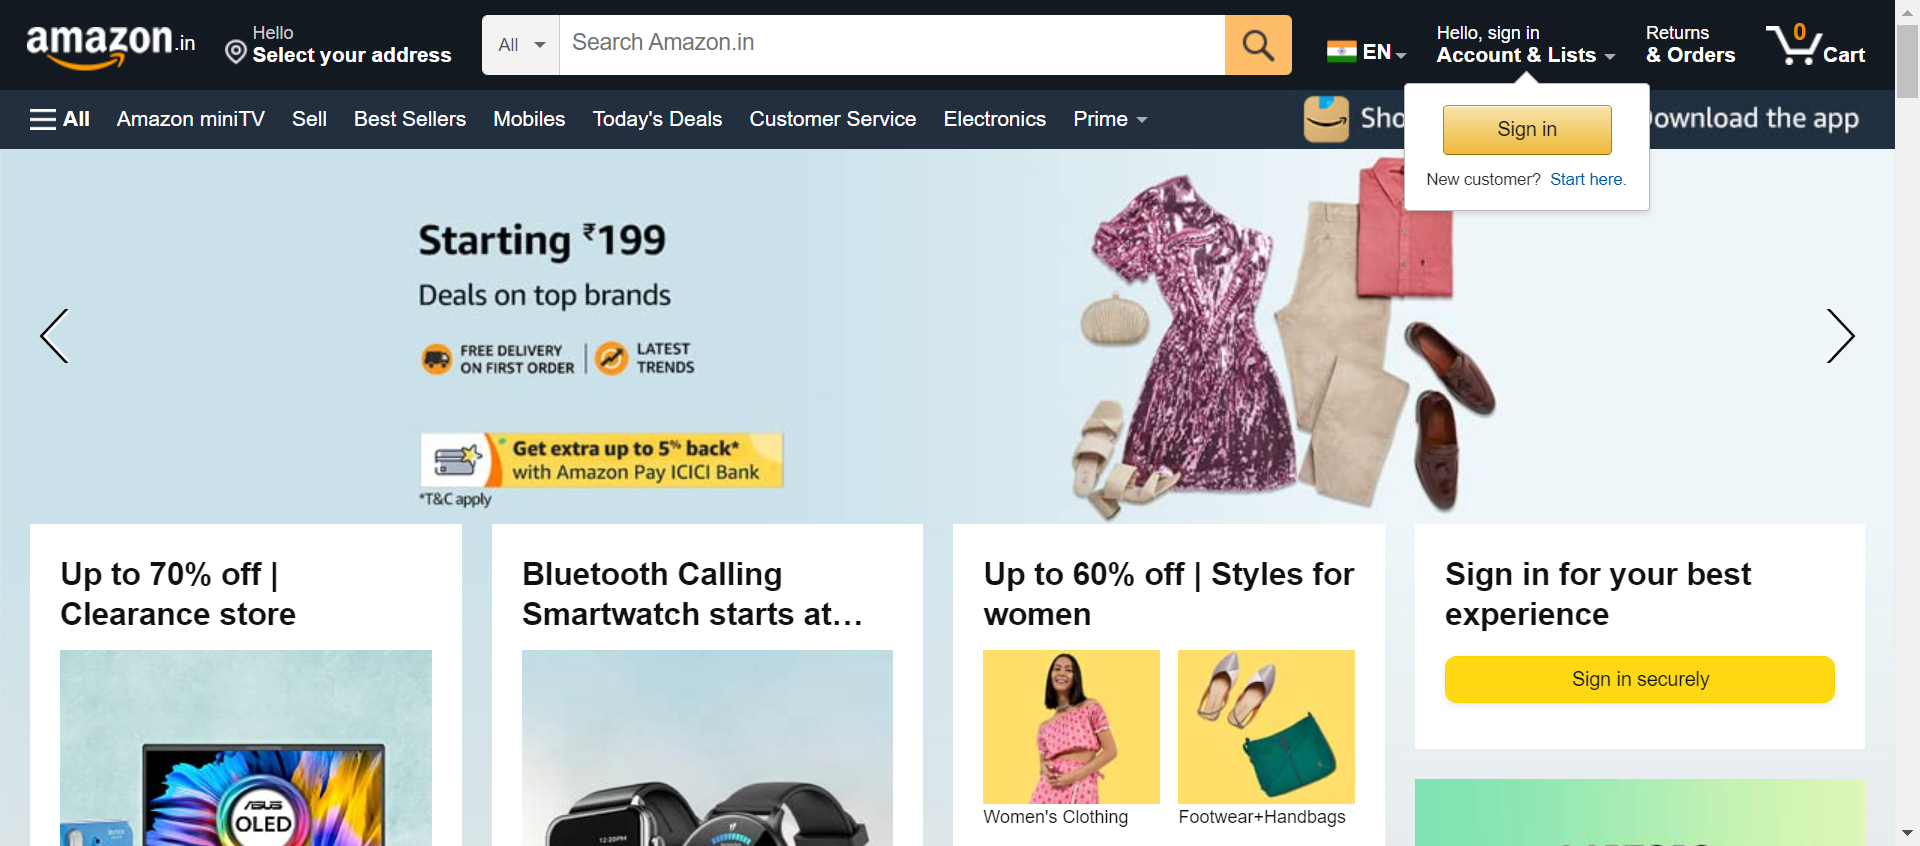 amazon.in
Hello
Select your address
All
Search Amazon.in
EN
Hello, sign in
Account & Lists
Returns
& Orders
0
Cart
All
Amazon miniTV
Sell
Best Sellers
Mobiles
Today's Deals
Customer Service
Electronics
Prime
Sho
ownload the app
Sign in
New customer? Start here.
Starting ₹199
Deals on top brands
FREE DELIVERY
ON FIRST ORDER
LATEST
TRENDS
Get extra up to 5% back*
with Amazon Pay ICICI Bank
*T&C apply
Up to 70% off |
Clearance store
Bluetooth Calling
Smartwatch starts at…
Up to 60% off | Styles for
women
Sign in for your best
experience
Sign in securely
ASUS
OLED
12:30PM
Women's Clothing
Footwear+Handbags